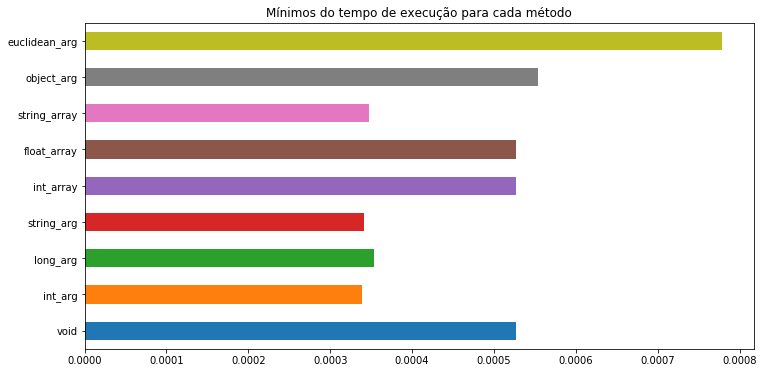 Mínimos do tempo de execução para cada método
euclidean_arg
object_arg
string_array
float_array
int_array
string_arg
long_arg
int_arg
void
0.0000 0.0001 0.0002 0.0003 0.0004 0.0005 0.0006 0.0007 0.0008